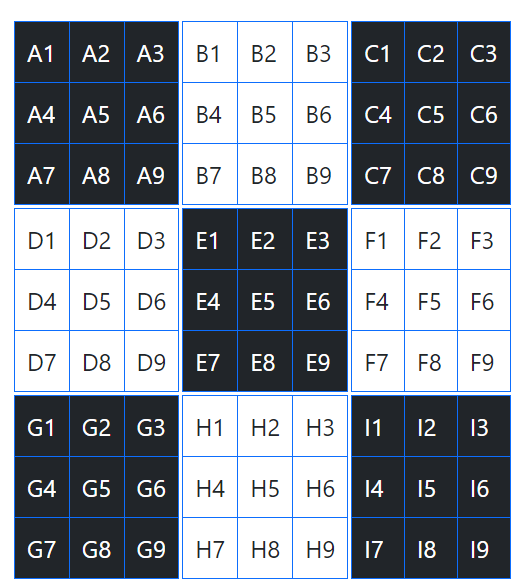 A1 A2 A3 B1 B2 B3 C1 C2 C3
A4 A5 A6 B4 B5 B6 C4 C5 C6
A7 A8 A9 B7 B8 B9 C7 C8 C9
D1 D2 D3 E1 E2 E3 F1 F2 F3
D4 D5 D6 E4 E5 E6 F4 F5 F6
D7 D8 D9 E7 E8 E9 F7 F8 F9
G1 G2 G3 H1 H2 H3 I1 I2 I3
G4 G5 G6 H4 H5 H6 I4 I5 I6
G7 G8 G9 H7 H8 H9 I7 I8 I9